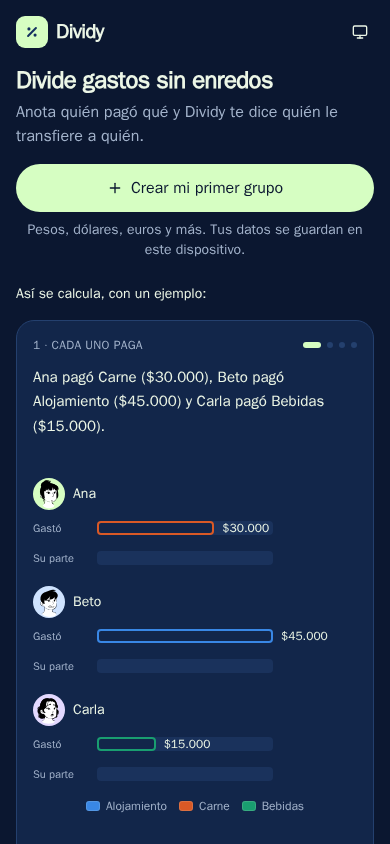 Dividy
Divide gastos sin enredos
Anota quién pagó qué y Dividy te dice quién le
transfiere a quién.
+ Crear mi primer grupo
Pesos, dólares, euros y más. Tus datos se guardan en
este dispositivo.
Así se calcula, con un ejemplo:
1 · CADA UNO PAGA
Ana pagó Carne ($30.000), Beto pagó
Alojamiento ($45.000) y Carla pagó Bebidas
($15.000).
Ana
Gastó $30.000
Su parte
Beto
Gastó $45.000
Su parte
Carla
Gastó $15.000
Su parte
Alojamiento Carne Bebidas